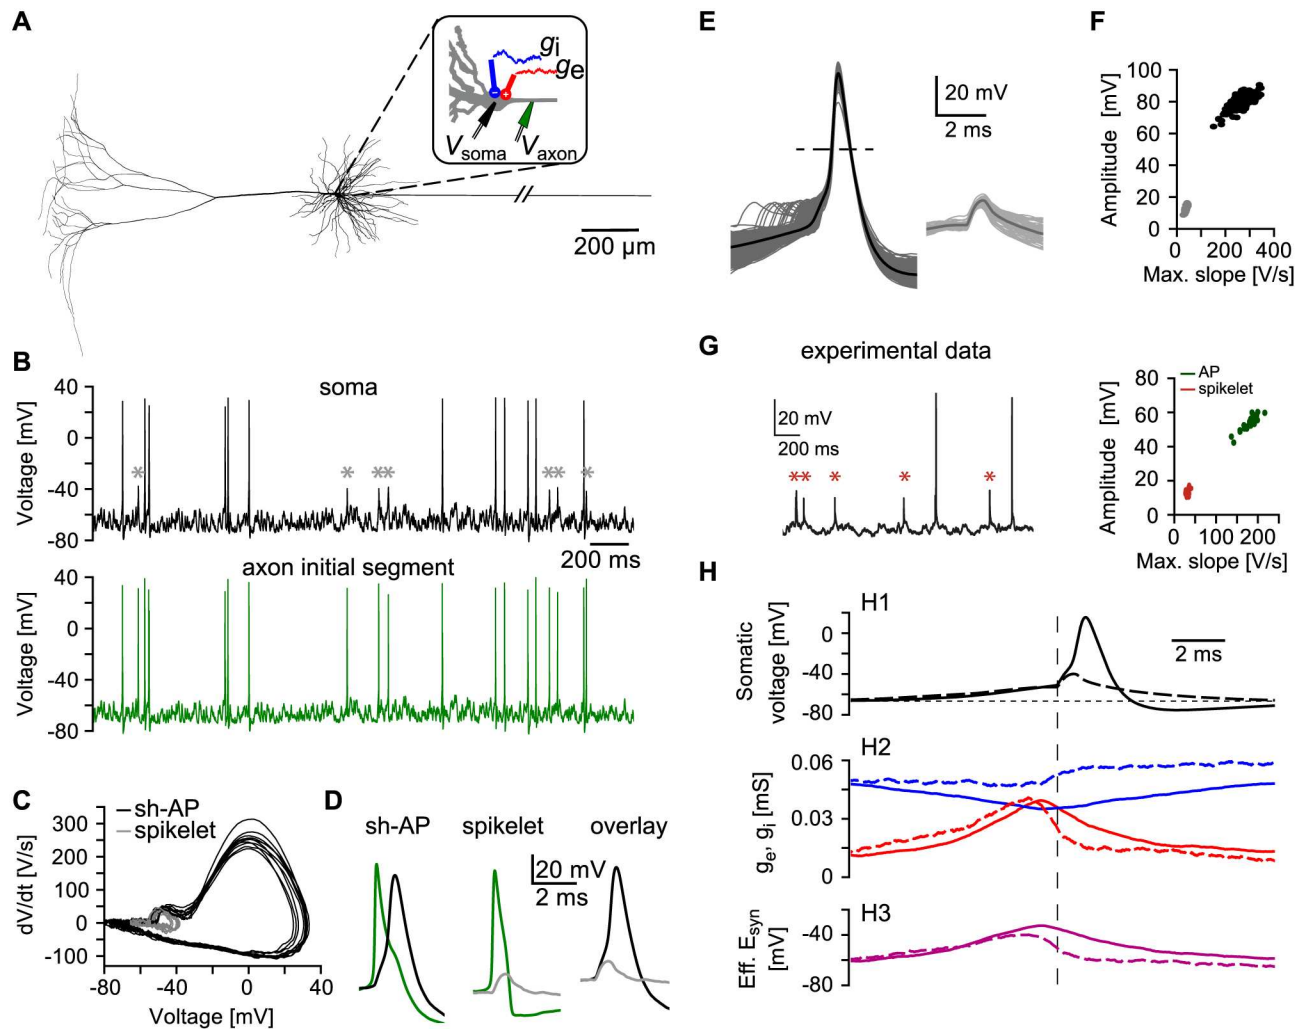 A
gi
ge
Vsoma
Vaxon
200 µm
B
soma
40
0
-40
-80
Voltage [mV]
* * ** ** *
200 ms
axon initial segment
40
0
-40
-80
Voltage [mV]
C
sh-AP
spikelet
300
200
100
50
0
-50
-100
dV/dt [V/s]
-80 -40 0 40
Voltage [mV]
D
sh-AP spikelet overlay
20 mV
2 ms
E
20 mV
2 ms
F
100
80
60
40
20
0
Amplitude [mV]
0 200 400
Max. slope [V/s]
G
experimental data
20 mV
200 ms
** * * *
AP
spikelet
80
60
40
20
0
Amplitude [mV]
0 100 200
Max. slope [V/s]
H
H1
0
-40
-80
Somatic
voltage [mV]
2 ms
H2
0.06
0.03
0
ge, gi [mS]
H3
-40
-80
Eff. Esyn
[mV]